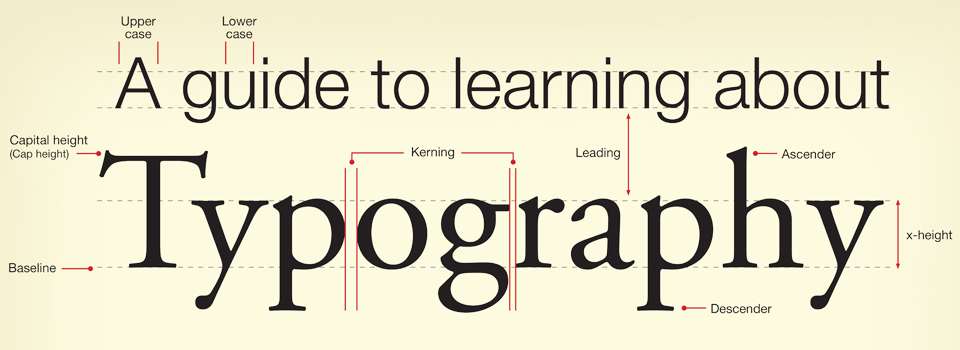 Upper
case
Lower
case
A guide to learning about
Capital height
(Cap height)
Kerning
Leading
Ascender
Typography
x-height
Baseline
Descender